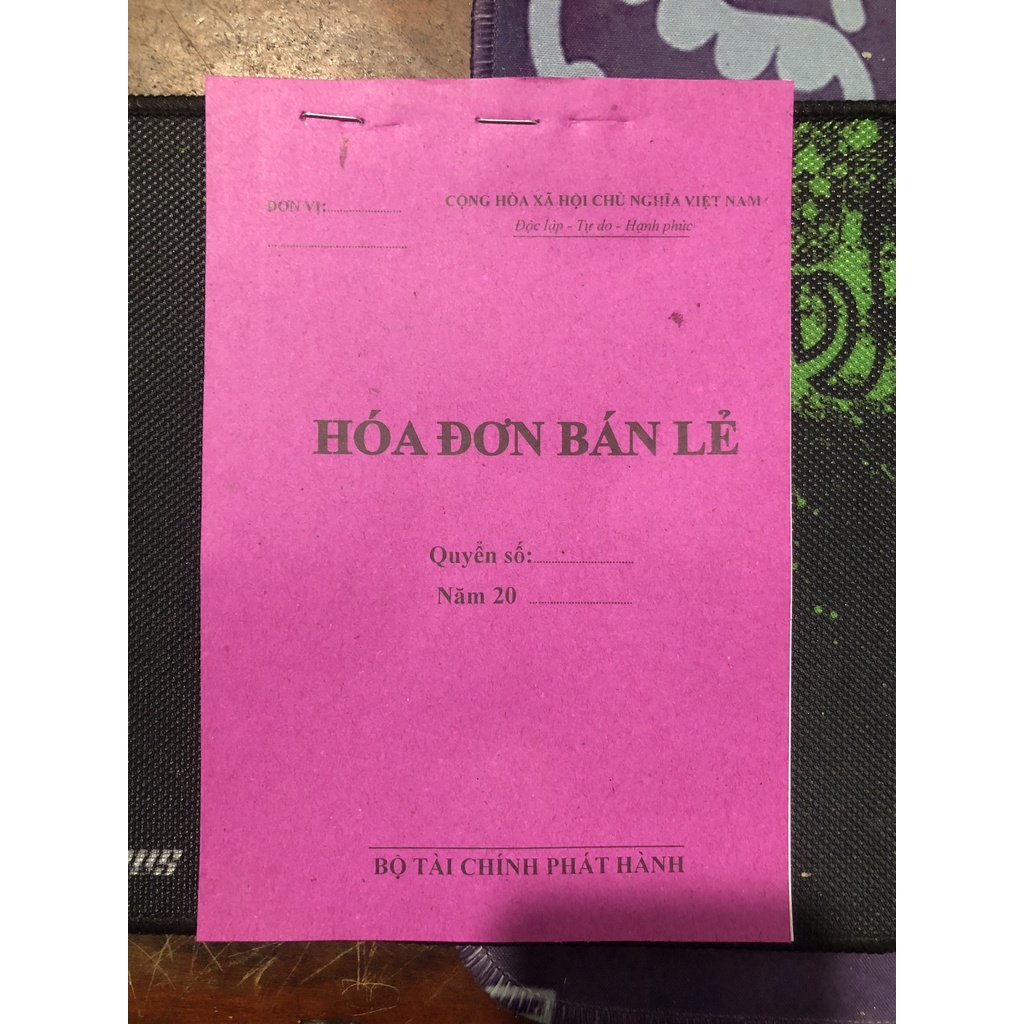 ĐƠN VỊ:....................
CỘNG HÒA XÃ HỘI CHỦ NGHĨA VIỆT NAM
Độc lập - Tự do - Hạnh phúc
HÓA ĐƠN BÁN LẺ
Quyển số:....................
Năm 20 ....................
BỘ TÀI CHÍNH PHÁT HÀNH